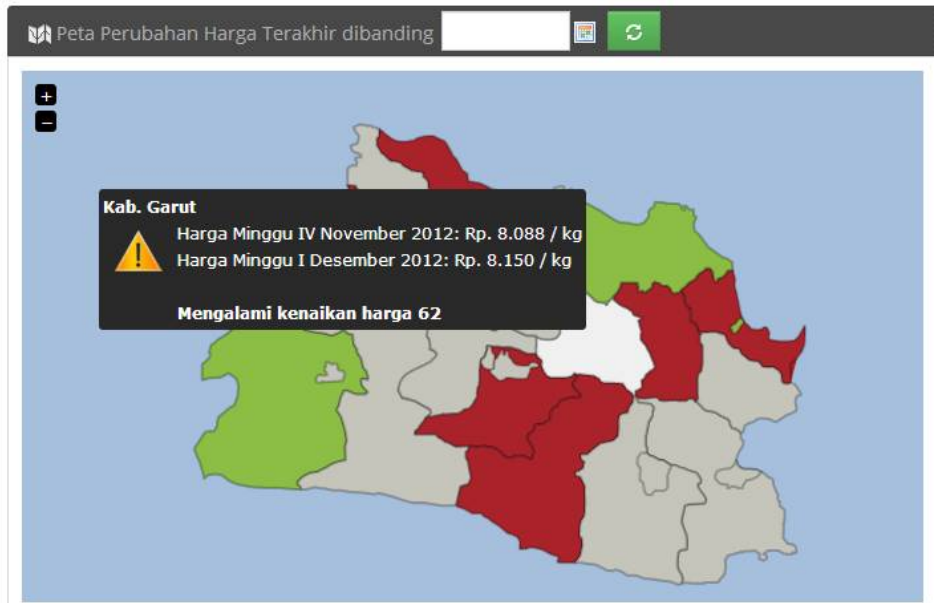 Peta Perubahan Harga Terakhir dibanding
+
–
Kab. Garut
Harga Minggu IV November 2012: Rp. 8.088 / kg
Harga Minggu I Desember 2012: Rp. 8.150 / kg
Mengalami kenaikan harga 62